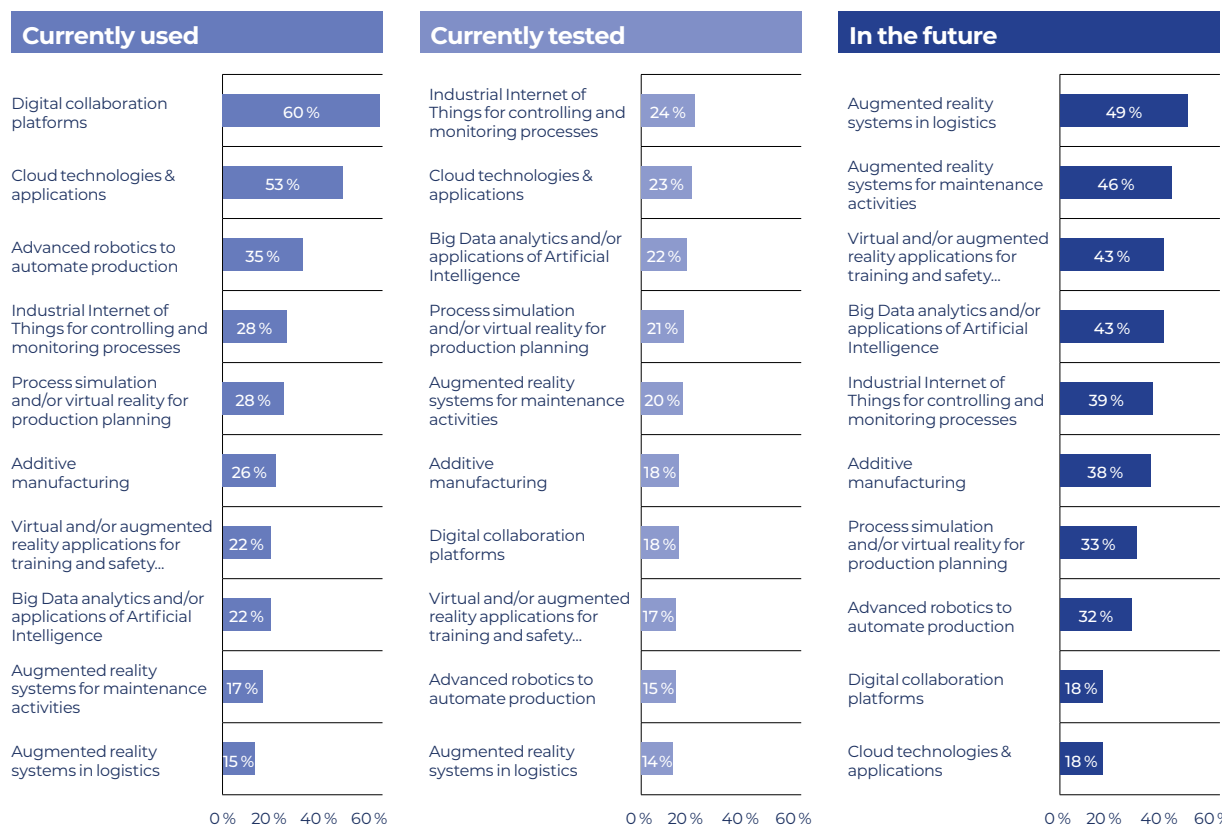 Currently used
Digital collaboration
platforms
60 %
Cloud technologies &
applications
53 %
Advanced robotics to
automate production
35 %
Industrial Internet of
Things for controlling and
monitoring processes
28 %
Process simulation
and/or virtual reality for
production planning
28 %
Additive
manufacturing
26 %
Virtual and/or augmented
reality applications for
training and safety...
22 %
Big Data analytics and/or
applications of Artificial
Intelligence
22 %
Augmented reality
systems for maintenance
activities
17 %
Augmented reality
systems in logistics
15 %
0 % 20 % 40 % 60 %
Currently tested
Industrial Internet of
Things for controlling and
monitoring processes
24 %
Cloud technologies &
applications
23 %
Big Data analytics and/or
applications of Artificial
Intelligence
22 %
Process simulation
and/or virtual reality for
production planning
21 %
Augmented reality
systems for maintenance
activities
20 %
Additive
manufacturing
18 %
Digital collaboration
platforms
18 %
Virtual and/or augmented
reality applications for
training and safety...
17 %
Advanced robotics to
automate production
15 %
Augmented reality
systems in logistics
14%
0 % 20 % 40 % 60 %
In the future
Augmented reality
systems in logistics
49 %
Augmented reality
systems for maintenance
activities
46 %
Virtual and/or augmented
reality applications for
training and safety...
43 %
Big Data analytics and/or
applications of Artificial
Intelligence
43 %
Industrial Internet of
Things for controlling and
monitoring processes
39 %
Additive
manufacturing
38 %
Process simulation
and/or virtual reality for
production planning
33 %
Advanced robotics to
automate production
32 %
Digital collaboration
platforms
18 %
Cloud technologies &
applications
18 %
0 % 20 % 40 % 60 %